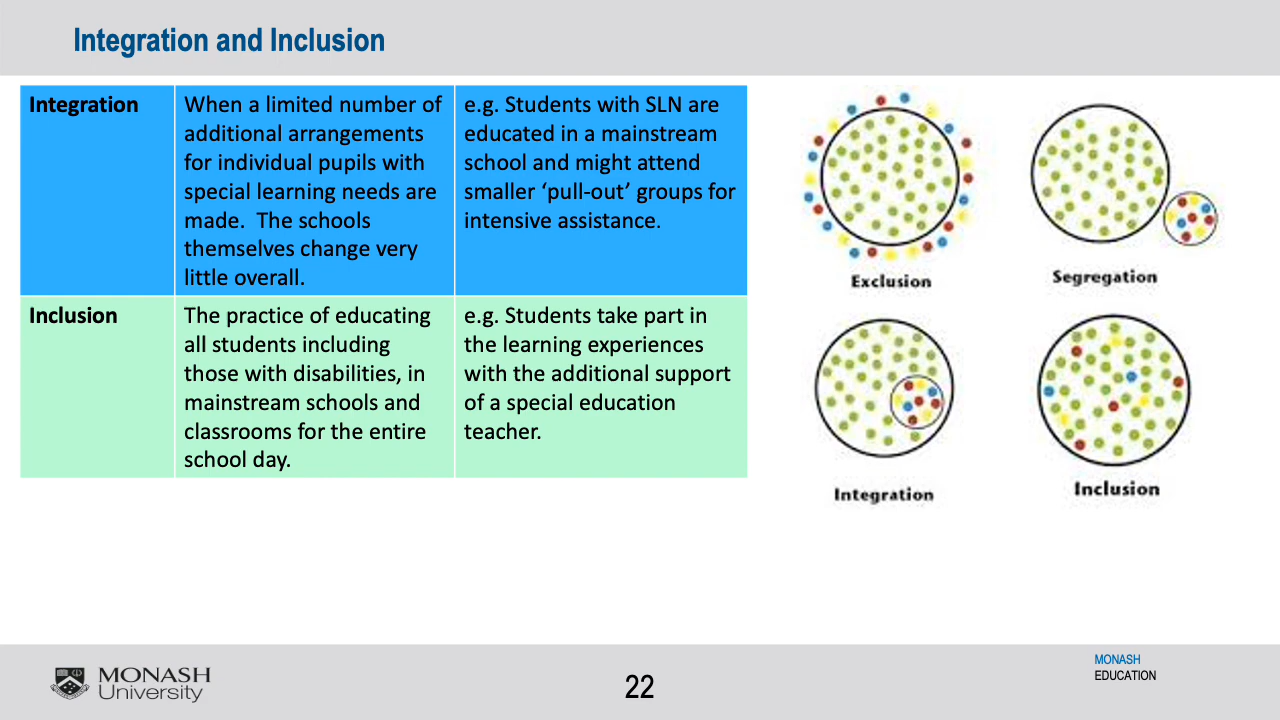 Integration and Inclusion
Integration
When a limited number of
additional arrangements
for individual pupils with
special learning needs are
made.  The schools
themselves change very
little overall.
e.g. Students with SLN are
educated in a mainstream
school and might attend
smaller ‘pull-out’ groups for
intensive assistance.
Inclusion
The practice of educating
all students including
those with disabilities, in
mainstream schools and
classrooms for the entire
school day.
e.g. Students take part in
the learning experiences
with the additional support
of a special education
teacher.
Exclusion
Segregation
Integration
Inclusion
MONASH
University
22
MONASH
EDUCATION